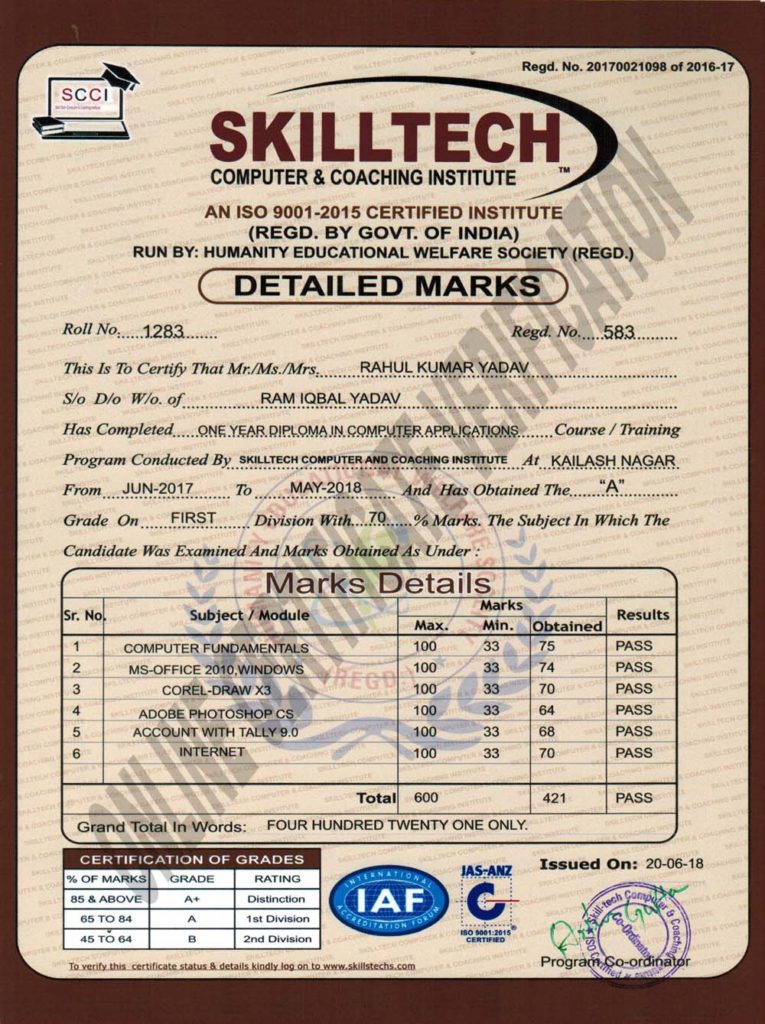 Regd. No. 20170021098 of 2016-17
SCCI
SKILLTECH
COMPUTER & COACHING INSTITUTE ™
AN ISO 9001-2015 CERTIFIED INSTITUTE
(REGD. BY GOVT. OF INDIA)
RUN BY: HUMANITY EDUCATIONAL WELFARE SOCIETY (REGD.)
DETAILED MARKS
Roll No. 1283 Regd. No. 583
This Is To Certify That Mr./Ms./Mrs. RAHUL KUMAR YADAV
S/o D/o W/o. of RAM IQBAL YADAV
Has Completed ONE YEAR DIPLOMA IN COMPUTER APPLICATIONS Course / Training
Program Conducted By SKILLTECH COMPUTER AND COACHING INSTITUTE At KAILASH NAGAR
From JUN-2017 To MAY-2018 And Has Obtained The "A"
Grade On FIRST Division With 70 % Marks. The Subject In Which The
Candidate Was Examined And Marks Obtained As Under :
Marks Details
Sr. No. Subject / Module Marks Results
Max. Min. Obtained
1 COMPUTER FUNDAMENTALS 100 33 75 PASS
2 MS-OFFICE 2010,WINDOWS 100 33 74 PASS
3 COREL-DRAW X3 100 33 70 PASS
4 ADOBE PHOTOSHOP CS 100 33 64 PASS
5 ACCOUNT WITH TALLY 9.0 100 33 68 PASS
6 INTERNET 100 33 70 PASS
Total 600 421 PASS
Grand Total In Words: FOUR HUNDRED TWENTY ONE ONLY.
ONLINE CERTIFICATE VERIFICATION
CERTIFICATION OF GRADES
% OF MARKS GRADE RATING
85 & ABOVE A+ Distinction
65 TO 84 A 1st Division
45 TO 64 B 2nd Division
INTERNATIONAL
IAF
ACCREDITATION FORUM
JAS-ANZ
ISO 9001:2015
CERTIFIED
Issued On: 20-06-18
Skill-tech Computer & Coaching
Co-Ordinator
Program Co-ordinator
To verify this certificate status & details kindly log on to www.skillstechs.com